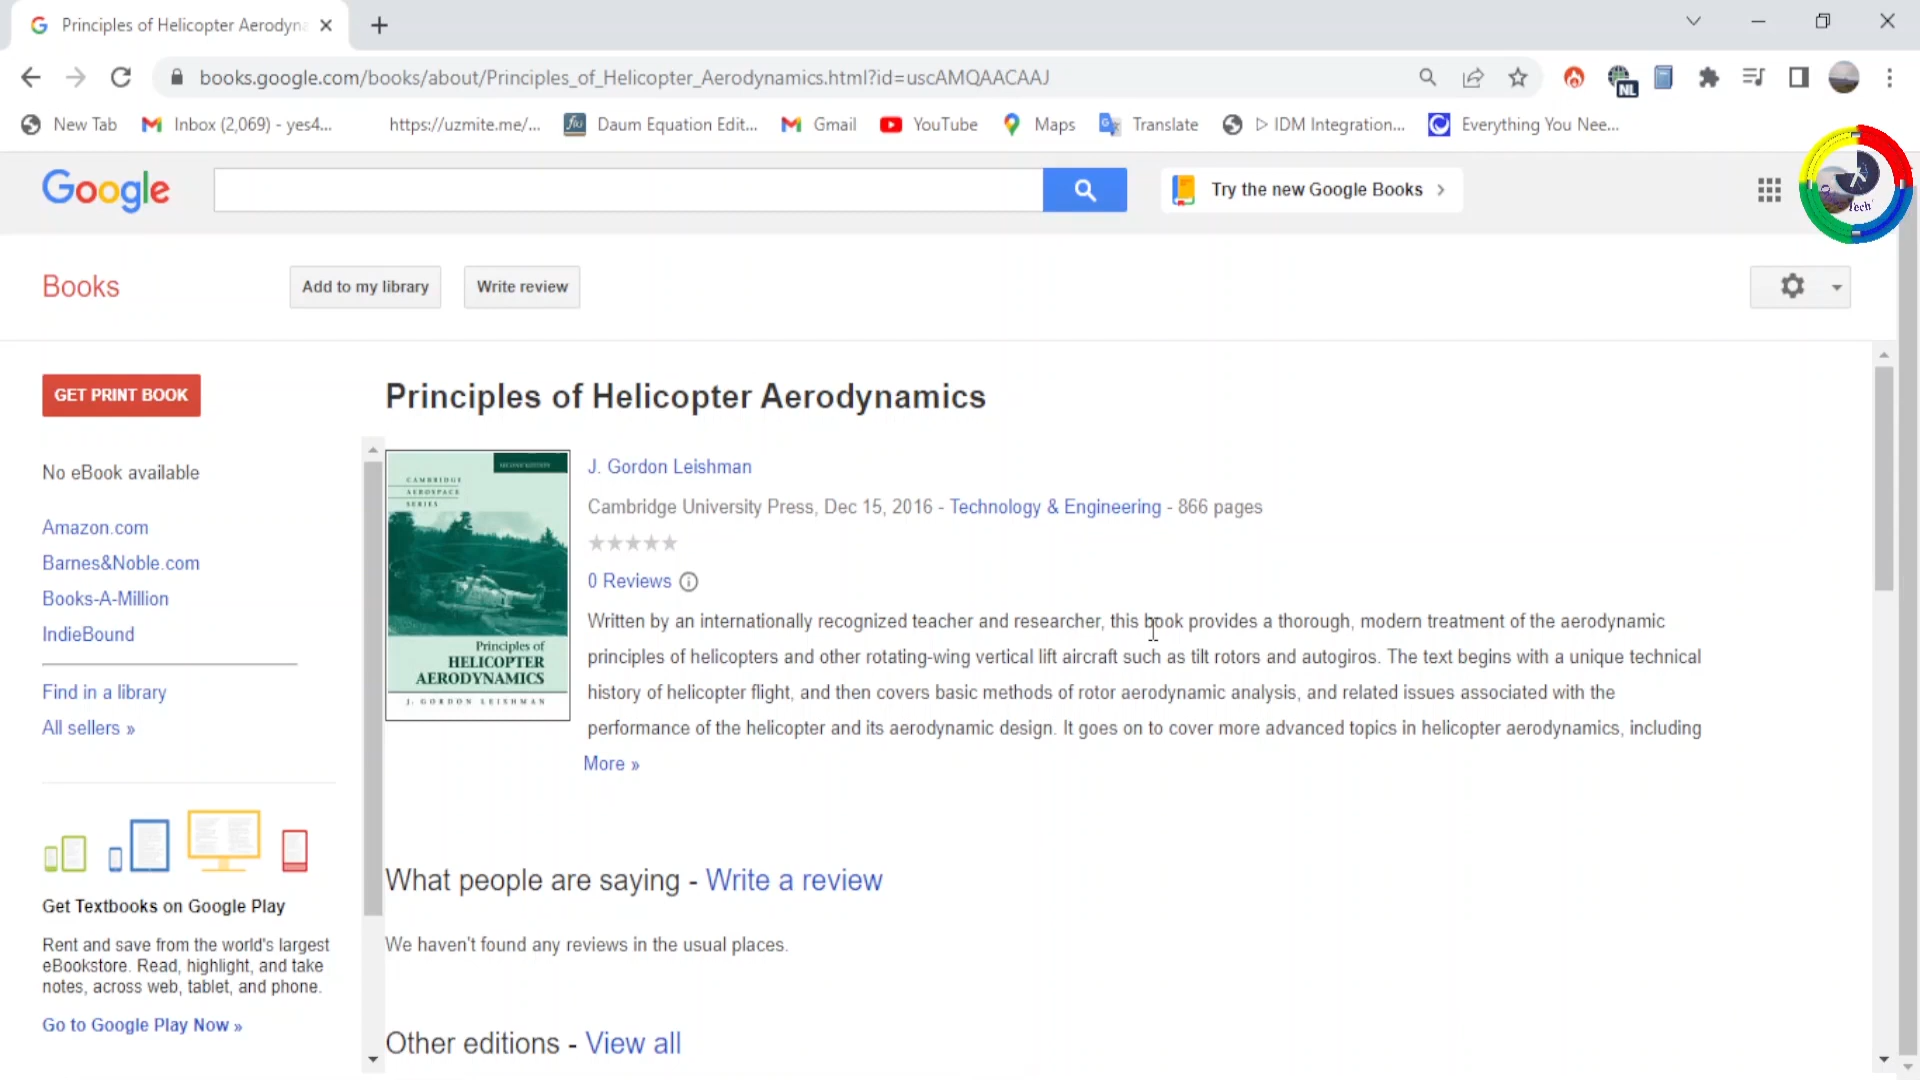 Principles of Helicopter Aerodyna
books.google.com/books/about/Principles_of_Helicopter_Aerodynamics.html?id=uscAMQAACAAJ
NL
New Tab
Inbox (2,069) - yes4...
https://uzmite.me/...
Daum Equation Edit...
Gmail
YouTube
Maps
Translate
▷ IDM Integration...
Everything You Nee...
Google
Try the new Google Books
Tech
Books
Add to my library
Write review
GET PRINT BOOK
No eBook available
Amazon.com
Barnes&Noble.com
Books-A-Million
IndieBound
Find in a library
All sellers »
Get Textbooks on Google Play
Rent and save from the world's largest
eBookstore. Read, highlight, and take
notes, across web, tablet, and phone.
Go to Google Play Now »
Principles of Helicopter Aerodynamics
SECOND EDITION
CAMBRIDGE
AEROSPACE
SERIES
Principles of
HELICOPTER
AERODYNAMICS
J. GORDON LEISHMAN
J. Gordon Leishman
Cambridge University Press, Dec 15, 2016 - Technology & Engineering - 866 pages
0 Reviews
Written by an internationally recognized teacher and researcher, this book provides a thorough, modern treatment of the aerodynamic
principles of helicopters and other rotating-wing vertical lift aircraft such as tilt rotors and autogiros. The text begins with a unique technical
history of helicopter flight, and then covers basic methods of rotor aerodynamic analysis, and related issues associated with the
performance of the helicopter and its aerodynamic design. It goes on to cover more advanced topics in helicopter aerodynamics, including
More »
What people are saying - Write a review
We haven't found any reviews in the usual places.
Other editions - View all